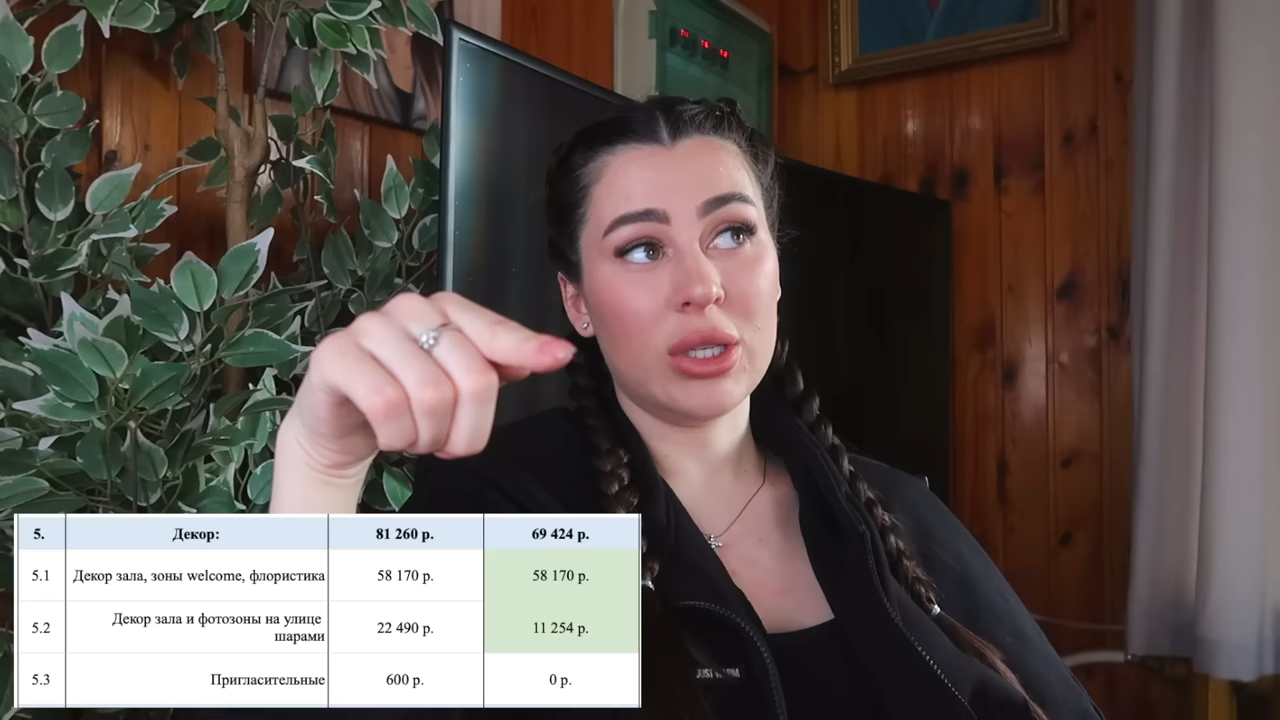 5. Декор: 81 260 р. 69 424 р.
5.1 Декор зала, зоны welcome, флористика 58 170 р. 58 170 р.
5.2 Декор зала и фотозоны на улице
шарами 22 490 р. 11 254 р.
5.3 Пригласительные 600 р. 0 р.